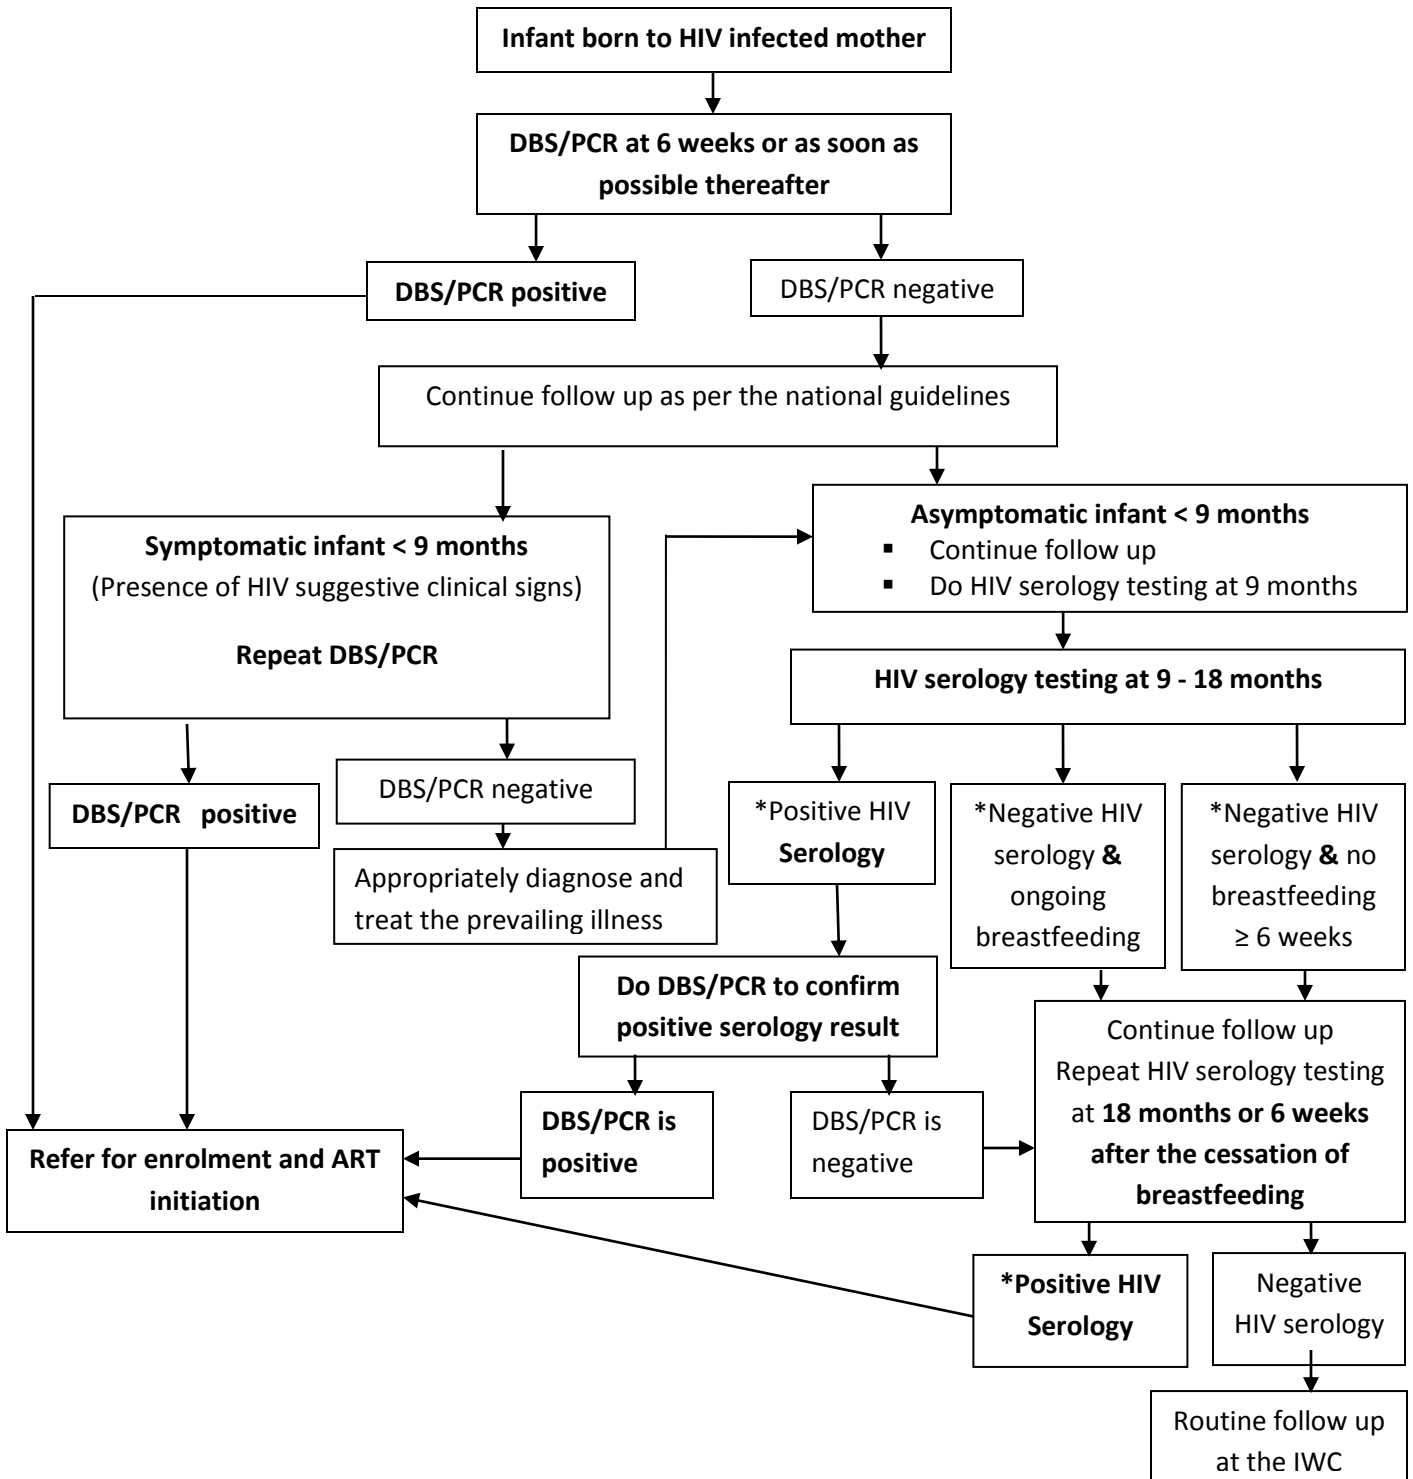 Infant born to HIV infected mother
DBS/PCR at 6 weeks or as soon as
possible thereafter
DBS/PCR positive
DBS/PCR negative
Continue follow up as per the national guidelines
Symptomatic infant < 9 months
(Presence of HIV suggestive clinical signs)
Repeat DBS/PCR
Asymptomatic infant < 9 months
▪ Continue follow up
▪ Do HIV serology testing at 9 months
HIV serology testing at 9 - 18 months
DBS/PCR positive
DBS/PCR negative
Appropriately diagnose and
treat the prevailing illness
*Positive HIV
Serology
*Negative HIV
serology &
ongoing
breastfeeding
*Negative HIV
serology & no
breastfeeding
≥ 6 weeks
Do DBS/PCR to confirm
positive serology result
DBS/PCR is
positive
DBS/PCR is
negative
Continue follow up
Repeat HIV serology testing
at 18 months or 6 weeks
after the cessation of
breastfeeding
Refer for enrolment and ART
initiation
*Positive HIV
Serology
Negative
HIV serology
Routine follow up
at the IWC